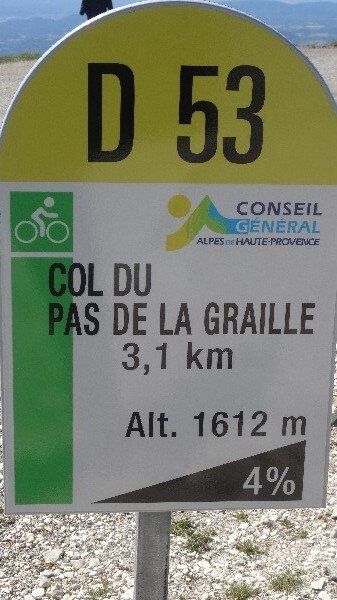 D 53
CONSEIL
GÉNÉRAL
ALPES DE HAUTE-PROVENCE
COL DU
PAS DE LA GRAILLE
3,1 km
Alt. 1612 m
4%